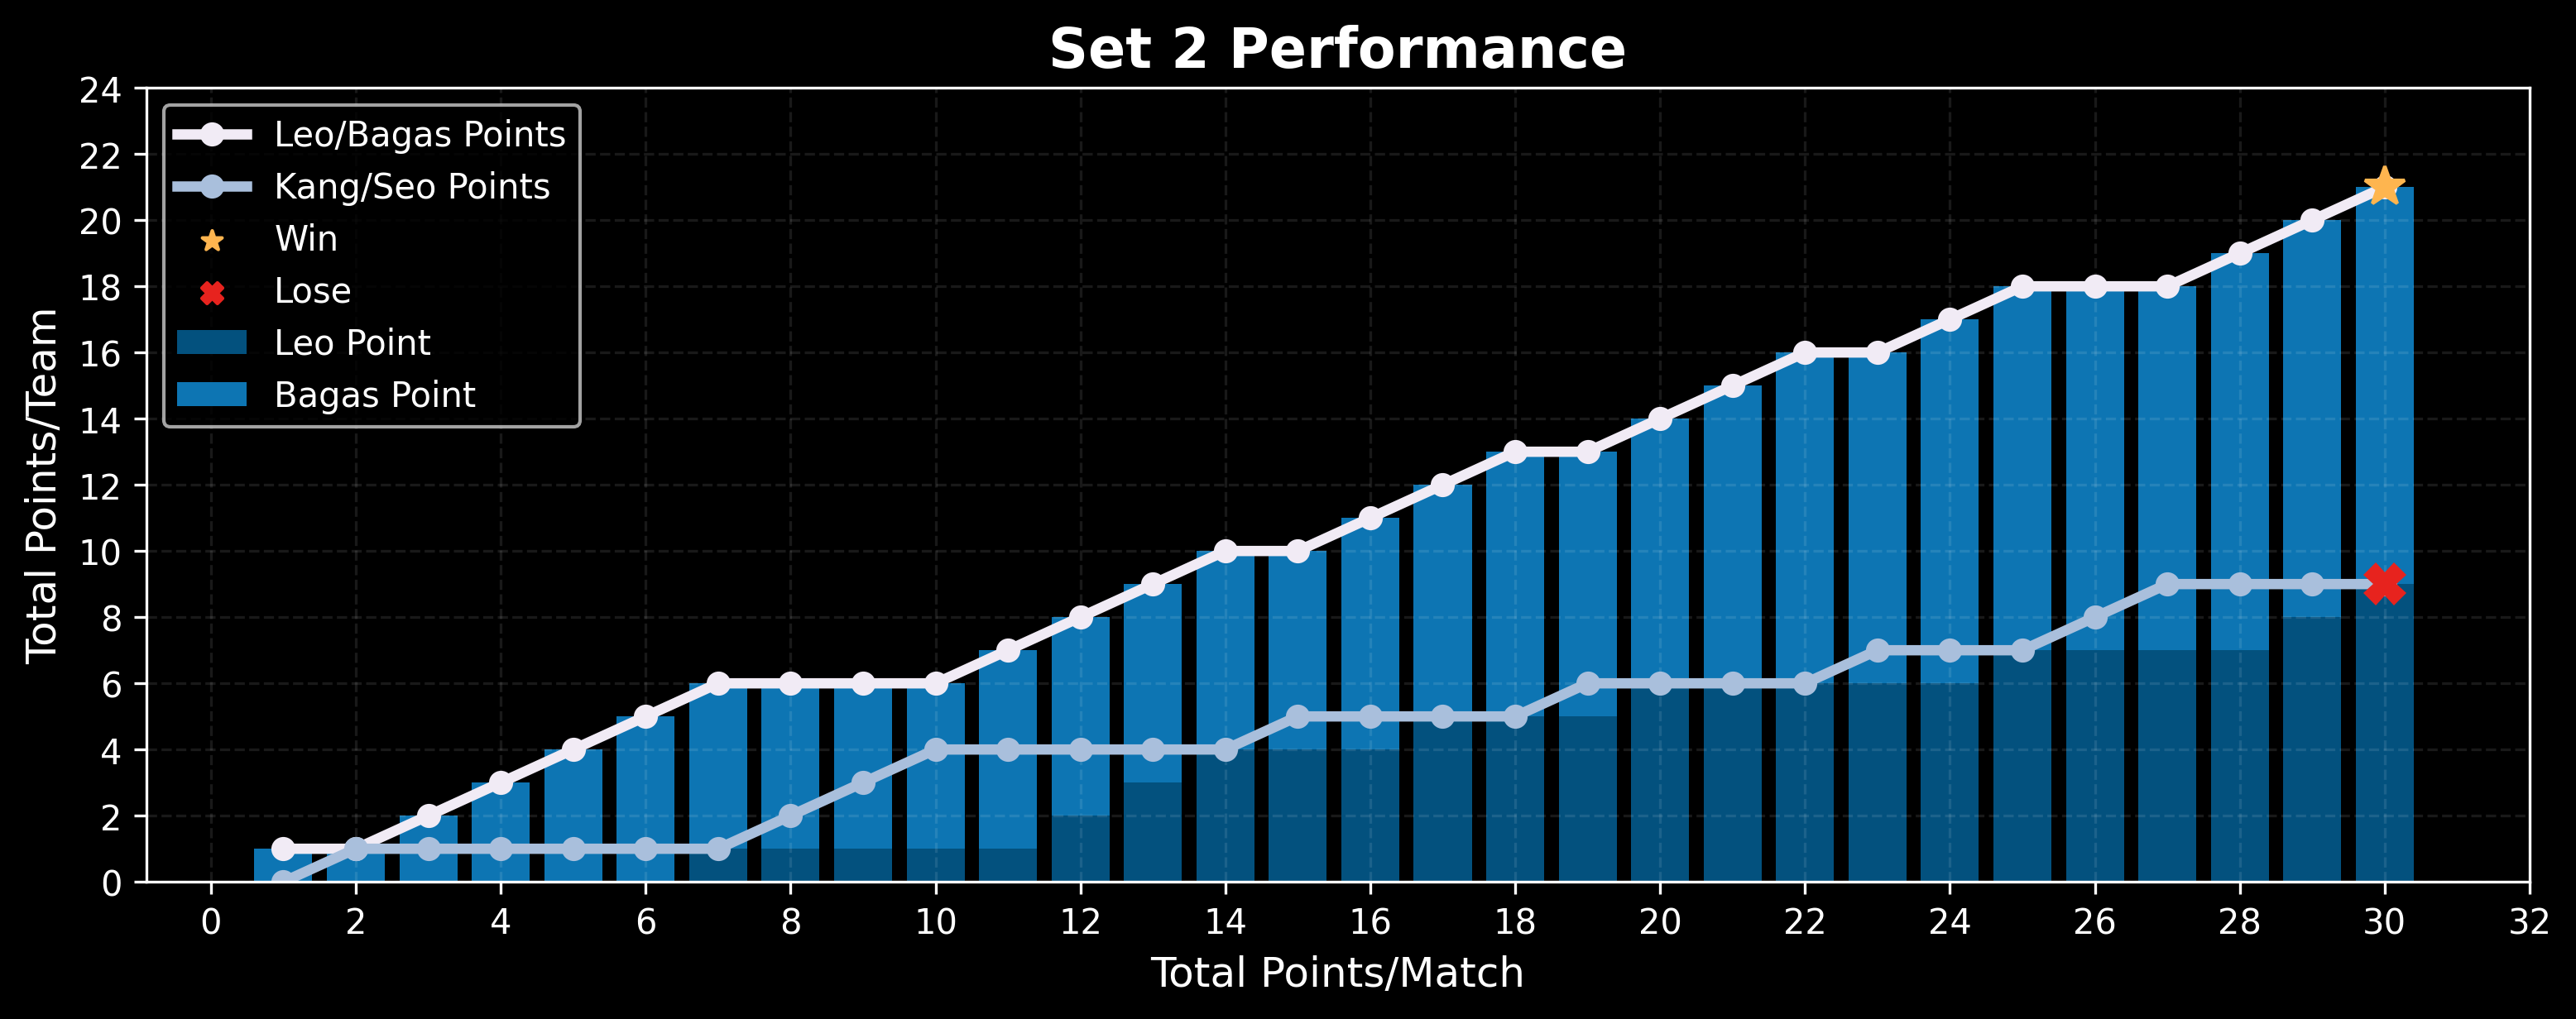 Set 2 Performance
Leo/Bagas Points
Kang/Seo Points
Win
Lose
Leo Point
Bagas Point
Total Points/Team
24
22
20
18
16
14
12
10
8
6
4
2
0
0 2 4 6 8 10 12 14 16 18 20 22 24 26 28 30 32
Total Points/Match